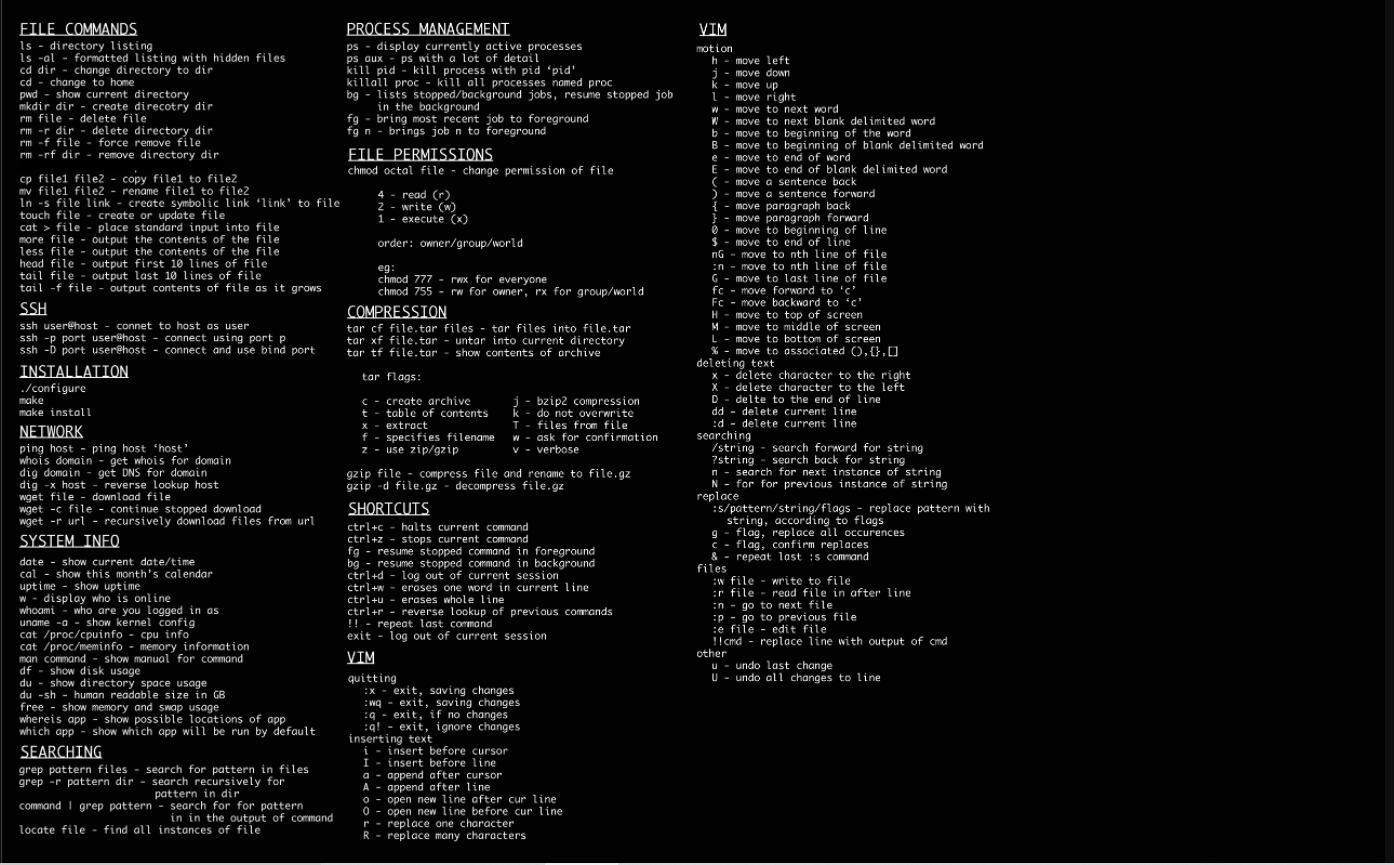 FILE COMMANDS
ls - directory listing
ls -al - formatted listing with hidden files
cd dir - change directory to dir
cd - change to home
pwd - show current directory
mkdir dir - create direcotry dir
rm file - delete file
rm -r dir - delete directory dir
rm -f file - force remove file
rm -rf dir - remove directory dir
cp file1 file2 - copy file1 to file2
mv file1 file2 - rename file1 to file2
ln -s file link - create symbolic link ‘link’ to file
touch file - create or update file
cat > file - place standard input into file
more file - output the contents of the file
less file - output the contents of the file
head file - output first 10 lines of file
tail file - output last 10 lines of file
tail -f file - output contents of file as it grows
SSH
ssh user@host - connet to host as user
ssh -p port user@host - connect using port p
ssh -D port user@host - connect and use bind port
INSTALLATION
./configure
make
make install
NETWORK
ping host - ping host ‘host’
whois domain - get whois for domain
dig domain - get DNS for domain
dig -x host - reverse lookup host
wget file - download file
wget -c file - continue stopped download
wget -r url - recursively download files from url
SYSTEM INFO
date - show current date/time
cal - show this month's calendar
uptime - show uptime
w - display who is online
whoami - who are you logged in as
uname -a - show kernel config
cat /proc/cpuinfo - cpu info
cat /proc/meminfo - memory information
man command - show manual for command
df - show disk usage
du - show directory space usage
du -sh - human readable size in GB
free - show memory and swap usage
whereis app - show possible locations of app
which app - show which app will be run by default
SEARCHING
grep pattern files - search for pattern in files
grep -r pattern dir - search recursively for
pattern in dir
command | grep pattern - search for for pattern
in in the output of command
locate file - find all instances of file
PROCESS MANAGEMENT
ps - display currently active processes
ps aux - ps with a lot of detail
kill pid - kill process with pid ‘pid’
killall proc - kill all processes named proc
bg - lists stopped/background jobs, resume stopped job
in the background
fg - bring most recent job to foreground
fg n - brings job n to foreground
FILE PERMISSIONS
chmod octal file - change permission of file
4 - read (r)
2 - write (w)
1 - execute (x)
order: owner/group/world
eg:
chmod 777 - rwx for everyone
chmod 755 - rw for owner, rx for group/world
COMPRESSION
tar cf file.tar files - tar files into file.tar
tar xf file.tar - untar into current directory
tar tf file.tar - show contents of archive
tar flags:
c - create archive j - bzip2 compression
t - table of contents k - do not overwrite
x - extract T - files from file
f - specifies filename w - ask for confirmation
z - use zip/gzip v - verbose
gzip file - compress file and rename to file.gz
gzip -d file.gz - decompress file.gz
SHORTCUTS
ctrl+c - halts current command
ctrl+z - stops current command
fg - resume stopped command in foreground
bg - resume stopped command in background
ctrl+d - log out of current session
ctrl+w - erases one word in current line
ctrl+u - erases whole line
ctrl+r - reverse lookup of previous commands
!! - repeat last command
exit - log out of current session
VIM
quitting
:x - exit, saving changes
:wq - exit, saving changes
:q - exit, if no changes
:q! - exit, ignore changes
inserting text
i - insert before cursor
I - insert before line
a - append after cursor
A - append after line
o - open new line after cur line
O - open new line before cur line
r - replace one character
R - replace many characters
VIM
motion
h - move left
j - move down
k - move up
l - move right
w - move to next word
W - move to next blank delimited word
b - move to beginning of the word
B - move to beginning of blank delimited word
e - move to end of word
E - move to end of blank delimited word
( - move a sentence back
) - move a sentence forward
{ - move paragraph back
} - move paragraph forward
0 - move to beginning of line
$ - move to end of line
nG - move to nth line of file
:n - move to nth line of file
G - move to last line of file
fc - move forward to ‘c’
Fc - move backward to ‘c’
H - move to top of screen
M - move to middle of screen
L - move to bottom of screen
% - move to associated (),{},[]
deleting text
x - delete character to the right
X - delete character to the left
D - delte to the end of line
dd - delete current line
:d - delete current line
searching
/string - search forward for string
?string - search back for string
n - search for next instance of string
N - for for previous instance of string
replace
:s/pattern/string/flags - replace pattern with
string, according to flags
g - flag, replace all occurences
c - flag, confirm replaces
& - repeat last :s command
files
:w file - write to file
:r file - read file in after line
:n - go to next file
:p - go to previous file
:e file - edit file
!!cmd - replace line with output of cmd
other
u - undo last change
U - undo all changes to line